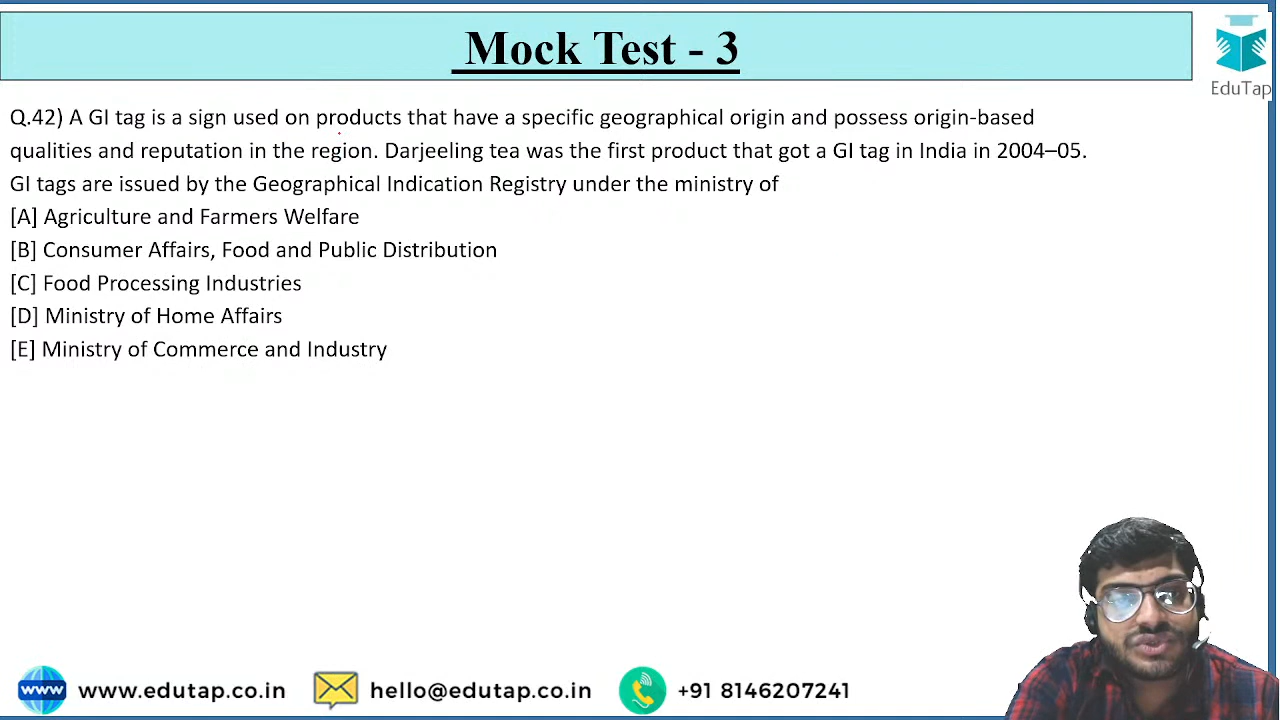 Mock Test - 3
EduTap
Q.42) A GI tag is a sign used on products that have a specific geographical origin and possess origin-based
qualities and reputation in the region. Darjeeling tea was the first product that got a GI tag in India in 2004–05.
GI tags are issued by the Geographical Indication Registry under the ministry of
[A] Agriculture and Farmers Welfare
[B] Consumer Affairs, Food and Public Distribution
[C] Food Processing Industries
[D] Ministry of Home Affairs
[E] Ministry of Commerce and Industry
www www.edutap.co.in hello@edutap.co.in +91 8146207241